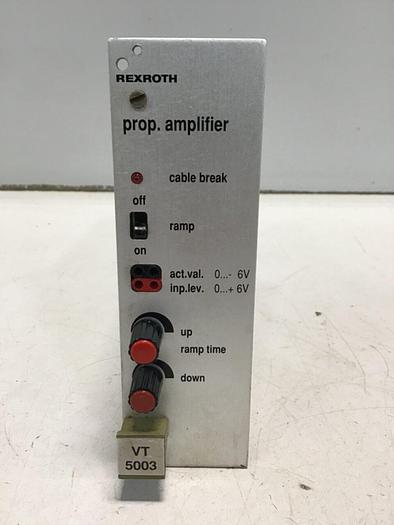 REXROTH
prop. amplifier
cable break
off
ramp
on
act.val. 0...- 6V
inp.lev. 0...+ 6V
up
ramp time
down
VT
5003